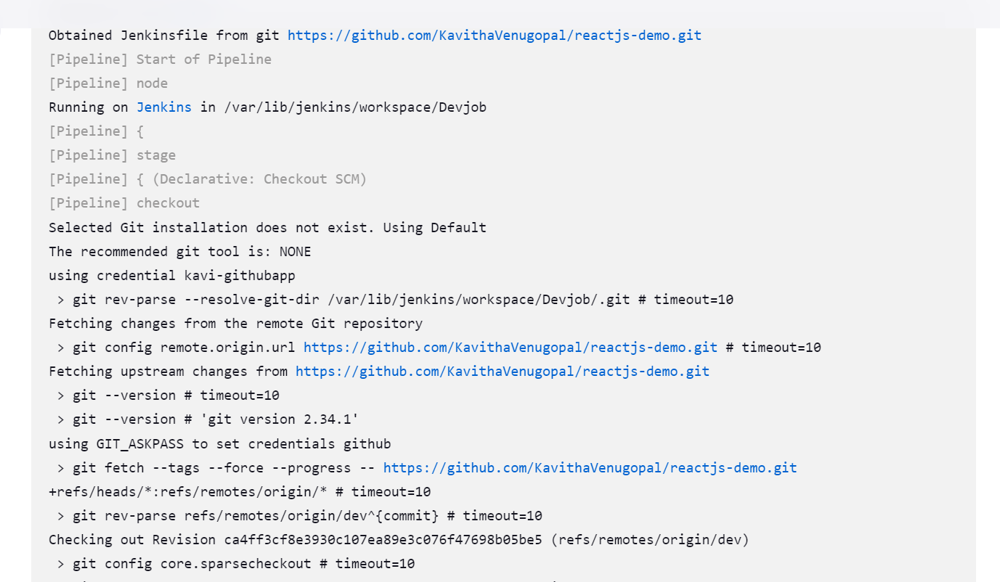 Obtained Jenkinsfile from git https://github.com/KavithaVenugopal/reactjs-demo.git
[Pipeline] Start of Pipeline
[Pipeline] node
Running on Jenkins in /var/lib/jenkins/workspace/Devjob
[Pipeline] {
[Pipeline] stage
[Pipeline] { (Declarative: Checkout SCM)
[Pipeline] checkout
Selected Git installation does not exist. Using Default
The recommended git tool is: NONE
using credential kavi-githubapp
 > git rev-parse --resolve-git-dir /var/lib/jenkins/workspace/Devjob/.git # timeout=10
Fetching changes from the remote Git repository
 > git config remote.origin.url https://github.com/KavithaVenugopal/reactjs-demo.git # timeout=10
Fetching upstream changes from https://github.com/KavithaVenugopal/reactjs-demo.git
 > git --version # timeout=10
 > git --version # 'git version 2.34.1'
using GIT_ASKPASS to set credentials github
 > git fetch --tags --force --progress -- https://github.com/KavithaVenugopal/reactjs-demo.git
+refs/heads/*:refs/remotes/origin/* # timeout=10
 > git rev-parse refs/remotes/origin/dev^{commit} # timeout=10
Checking out Revision ca4ff3cf8e3930c107ea89e3c076f47698b05be5 (refs/remotes/origin/dev)
 > git config core.sparsecheckout # timeout=10